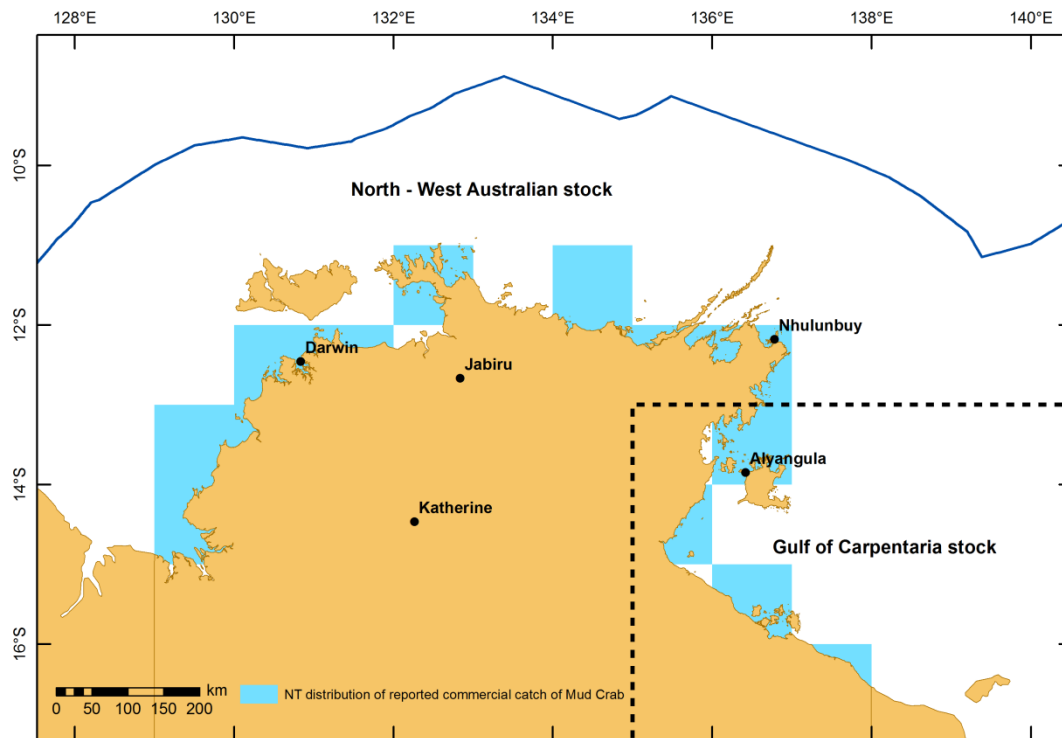 128°E 130°E 132°E 134°E 136°E 138°E 140°E
10°S
North - West Australian stock
12°S
Nhulunbuy
Darwin
Jabiru
Alyangula
14°S
Katherine
Gulf of Carpentaria stock
16°S
km
NT distribution of reported commercial catch of Mud Crab
0 50 100 150 200